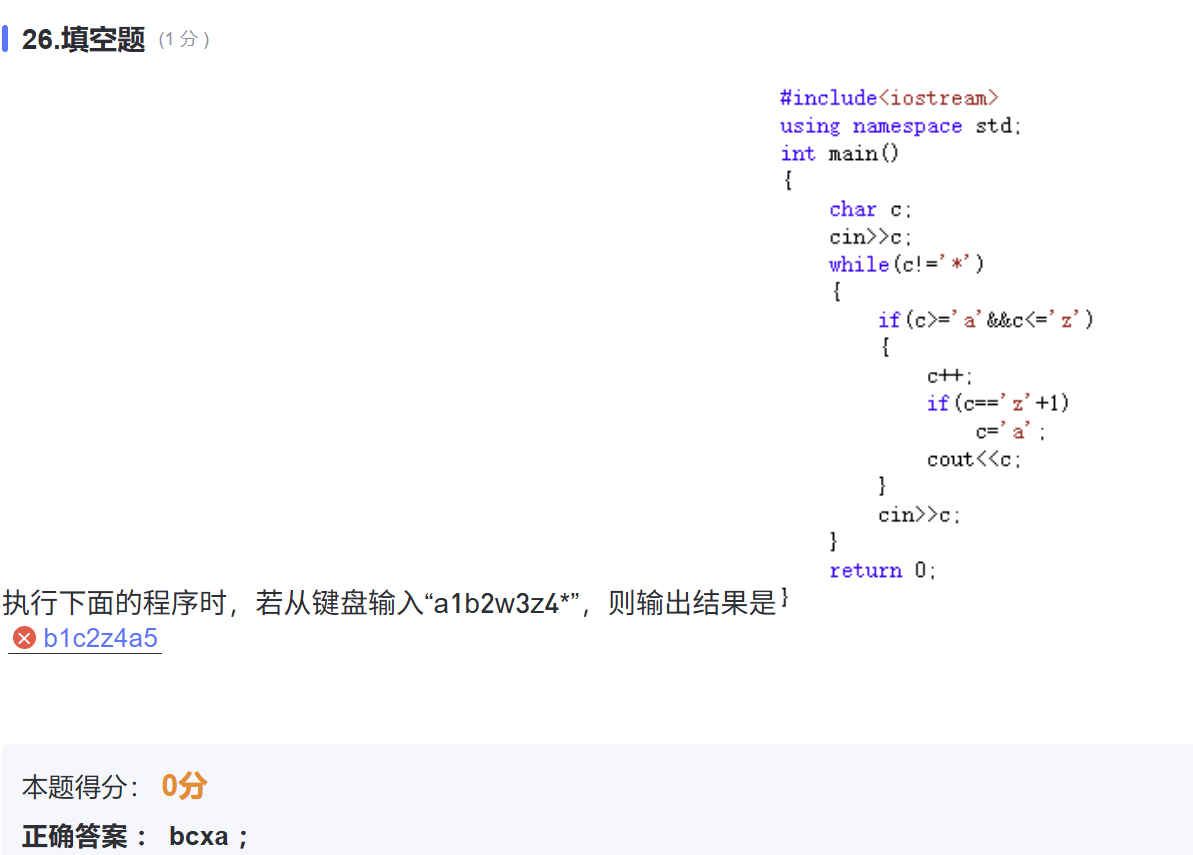 26.填空题 (1 分)
#include<iostream>
using namespace std;
int main()
{
char c;
cin>>c;
while(c!='*')
{
if(c>='a'&&c<='z')
{
c++;
if(c=='z'+1)
c='a';
cout<<c;
}
cin>>c;
}
return 0;
执行下面的程序时，若从键盘输入“a1b2w3z4*”，则输出结果是}
b1c2z4a5
本题得分： 0分
正确答案： bcxa ;